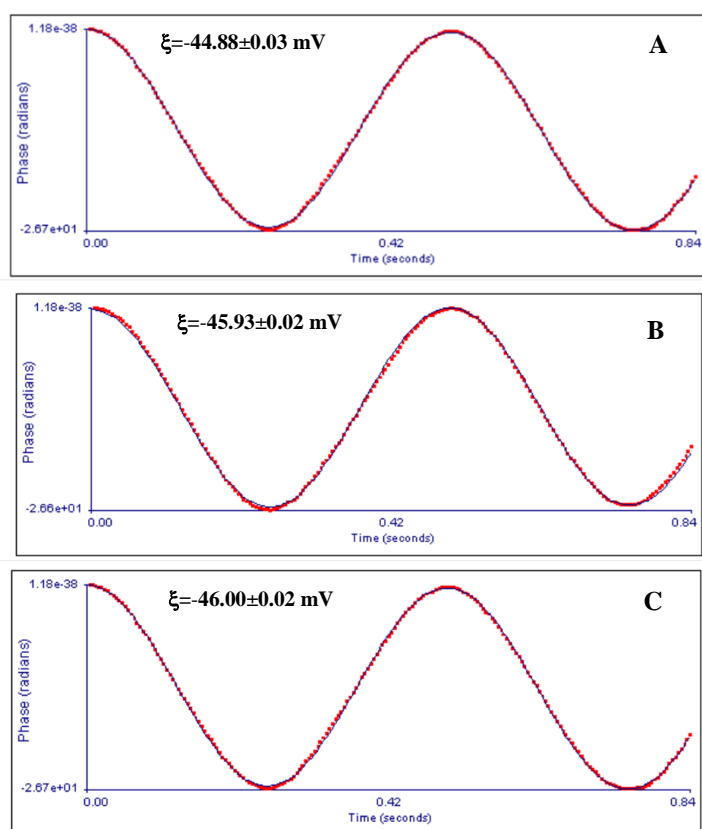 1.18e-38
ξ=-44.88±0.03 mV
A
Phase (radians)
-2.67e+01
0.00
0.42
0.84
Time (seconds)
1.18e-38
ξ=-45.93±0.02 mV
B
Phase (radians)
-2.66e+01
0.00
0.42
0.84
Time (seconds)
1.18e-38
ξ=-46.00±0.02 mV
C
Phase (radians)
-2.67e+01
0.00
0.42
0.84
Time (seconds)